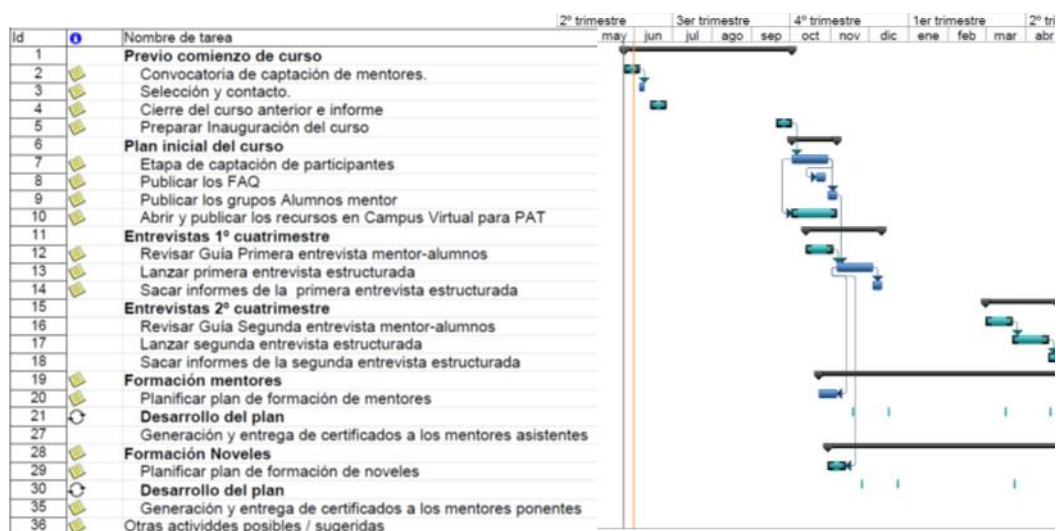 2º trimestre 3er trimestre 4º trimestre 1er trimestre 2º tri
Id Nombre de tarea may jun jul ago sep oct nov dic ene feb mar abr
1 Previo comienzo de curso
2 Convocatoria de captación de mentores.
3 Selección y contacto.
4 Cierre del curso anterior e informe
5 Preparar Inauguración del curso
6 Plan inicial del curso
7 Etapa de captación de participantes
8 Publicar los FAQ
9 Publicar los grupos Alumnos mentor
10 Abrir y publicar los recursos en Campus Virtual para PAT
11 Entrevistas 1º cuatrimestre
12 Revisar Guía Primera entrevista mentor-alumnos
13 Lanzar primera entrevista estructurada
14 Sacar informes de la primera entrevista estructurada
15 Entrevistas 2º cuatrimestre
16 Revisar Guía Segunda entrevista mentor-alumnos
17 Lanzar segunda entrevista estructurada
18 Sacar informes de la segunda entrevista estructurada
19 Formación mentores
20 Planificar plan de formación de mentores
21 Desarrollo del plan
27 Generación y entrega de certificados a los mentores asistentes
28 Formación Noveles
29 Planificar plan de formación de noveles
30 Desarrollo del plan
35 Generación y entrega de certificados a los mentores ponentes
36 Otras actividdes posibles / sugeridas